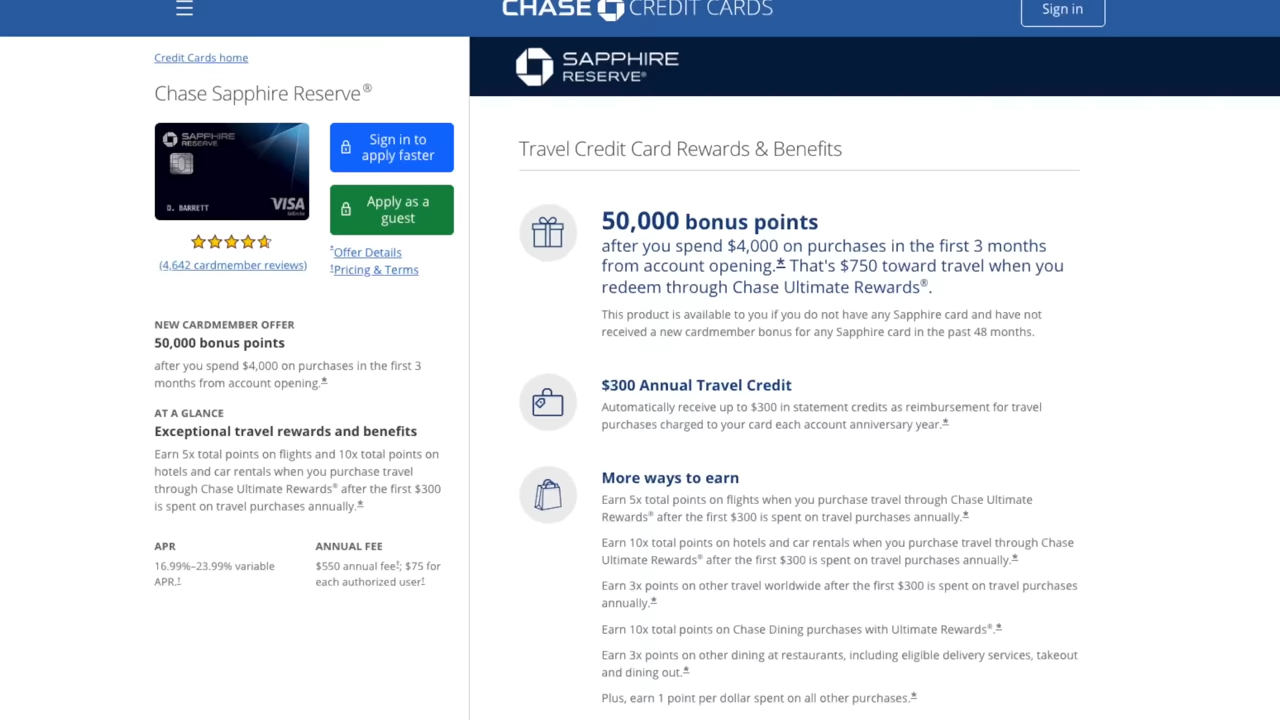 CHASE CREDIT CARDS
Sign in
Credit Cards home
Chase Sapphire Reserve®
SAPPHIRE
RESERVE
D. BARRETT
VISA
Infinite
Sign in to
apply faster
Apply as a
guest
(4,642 cardmember reviews)
*Offer Details
†Pricing & Terms
NEW CARDMEMBER OFFER
50,000 bonus points
after you spend $4,000 on purchases in the first 3
months from account opening.*
AT A GLANCE
Exceptional travel rewards and benefits
Earn 5x total points on flights and 10x total points on
hotels and car rentals when you purchase travel
through Chase Ultimate Rewards® after the first $300
is spent on travel purchases annually.*
APR
16.99%–23.99% variable
APR.†
ANNUAL FEE
$550 annual fee†; $75 for
each authorized user†
SAPPHIRE
RESERVE®
Travel Credit Card Rewards & Benefits
50,000 bonus points
after you spend $4,000 on purchases in the first 3 months
from account opening.* That's $750 toward travel when you
redeem through Chase Ultimate Rewards®.
This product is available to you if you do not have any Sapphire card and have not
received a new cardmember bonus for any Sapphire card in the past 48 months.
$300 Annual Travel Credit
Automatically receive up to $300 in statement credits as reimbursement for travel
purchases charged to your card each account anniversary year.*
More ways to earn
Earn 5x total points on flights when you purchase travel through Chase Ultimate
Rewards® after the first $300 is spent on travel purchases annually.*
Earn 10x total points on hotels and car rentals when you purchase travel through Chase
Ultimate Rewards® after the first $300 is spent on travel purchases annually.*
Earn 3x points on other travel worldwide after the first $300 is spent on travel purchases
annually.*
Earn 10x total points on Chase Dining purchases with Ultimate Rewards®.*
Earn 3x points on other dining at restaurants, including eligible delivery services, takeout
and dining out.*
Plus, earn 1 point per dollar spent on all other purchases.*